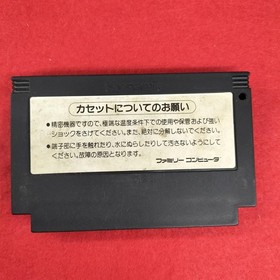 カセットについてのお願い
●精密機器ですので、極端な温度条件下での使用や保管および強い
ショックをさけてください。また、絶対に分解しないでください。
●端子部に手を触れたり、水にぬらしたりして汚さないようにして
ください。故障の原因となります。
ファミリーコンピュータ